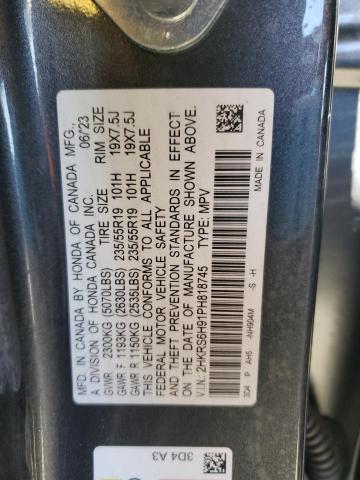 MFD. IN CANADA BY HONDA OF CANADA MFG.,
A DIVISION OF HONDA CANADA INC. 06/23
TIRE SIZE RIM SIZE
GVWR 2300KG (5070LBS)
GAWR F 1193KG (2630LBS) 235/55R19 101H 19X7.5J
GAWR R 1150KG (2535LBS) 235/55R19 101H 19X7.5J
THIS VEHICLE CONFORMS TO ALL APPLICABLE
FEDERAL MOTOR VEHICLE SAFETY
AND THEFT PREVENTION STANDARDS IN EFFECT
ON THE DATE OF MANUFACTURE SHOWN ABOVE.
V.I.N.: 2HKRS6H91PH818745 TYPE: MPV
3D4 P AH5 -NH904M -S -H MADE IN CANADA
3D4 A3